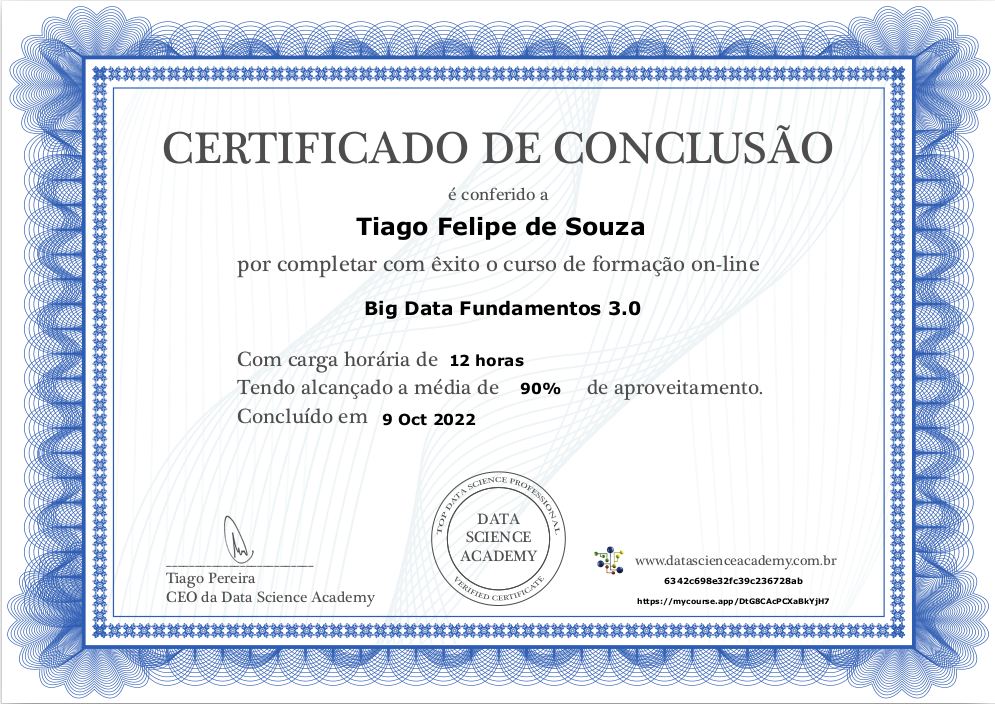 CERTIFICADO DE CONCLUSÃO
é conferido a
Tiago Felipe de Souza
por completar com êxito o curso de formação on-line
Big Data Fundamentos 3.0
Com carga horária de 12 horas
Tendo alcançado a média de 90% de aproveitamento.
Concluído em 9 Oct 2022
TOP DATA SCIENCE PROFESSIONAL
DATA
SCIENCE
ACADEMY
VERIFIED CERTIFICATE
Tiago Pereira
CEO da Data Science Academy
www.datascienceacademy.com.br
6342c698e32fc39c236728ab
https://mycourse.app/DtG8CAcPCXaBkYjH7